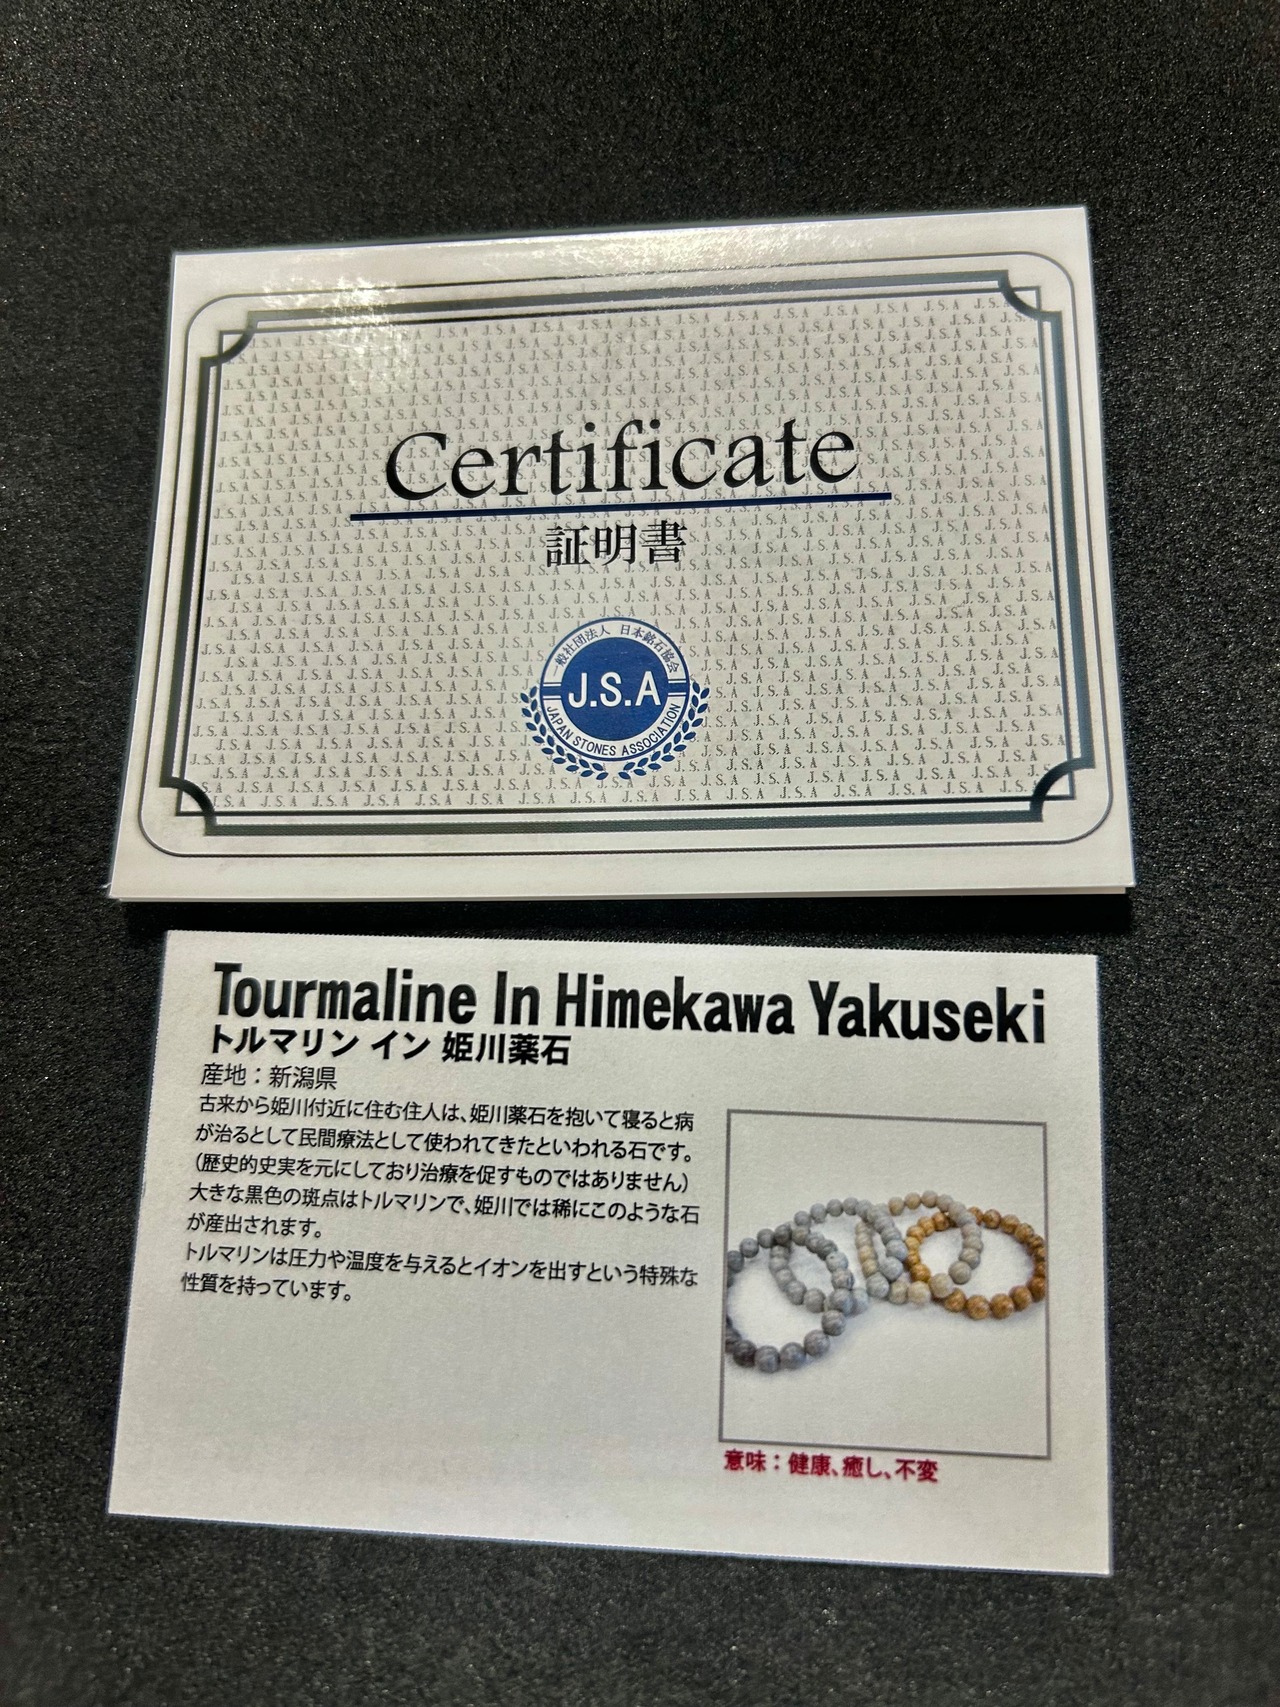 Certificate
証明書
一般社団法人 日本銘石協会
J.S.A
JAPAN STONES ASSOCIATION
Tourmaline In Himekawa Yakuseki
トルマリン イン 姫川薬石
産地：新潟県
古来から姫川付近に住む住人は、姫川薬石を抱いて寝ると病
が治るとして民間療法として使われてきたといわれる石です。
（歴史的史実を元にしており治療を促すものではありません）
大きな黒色の斑点はトルマリンで、姫川では稀にこのような石
が産出されます。
トルマリンは圧力や温度を与えるとイオンを出すという特殊な
性質を持っています。
意味：健康、癒し、不変